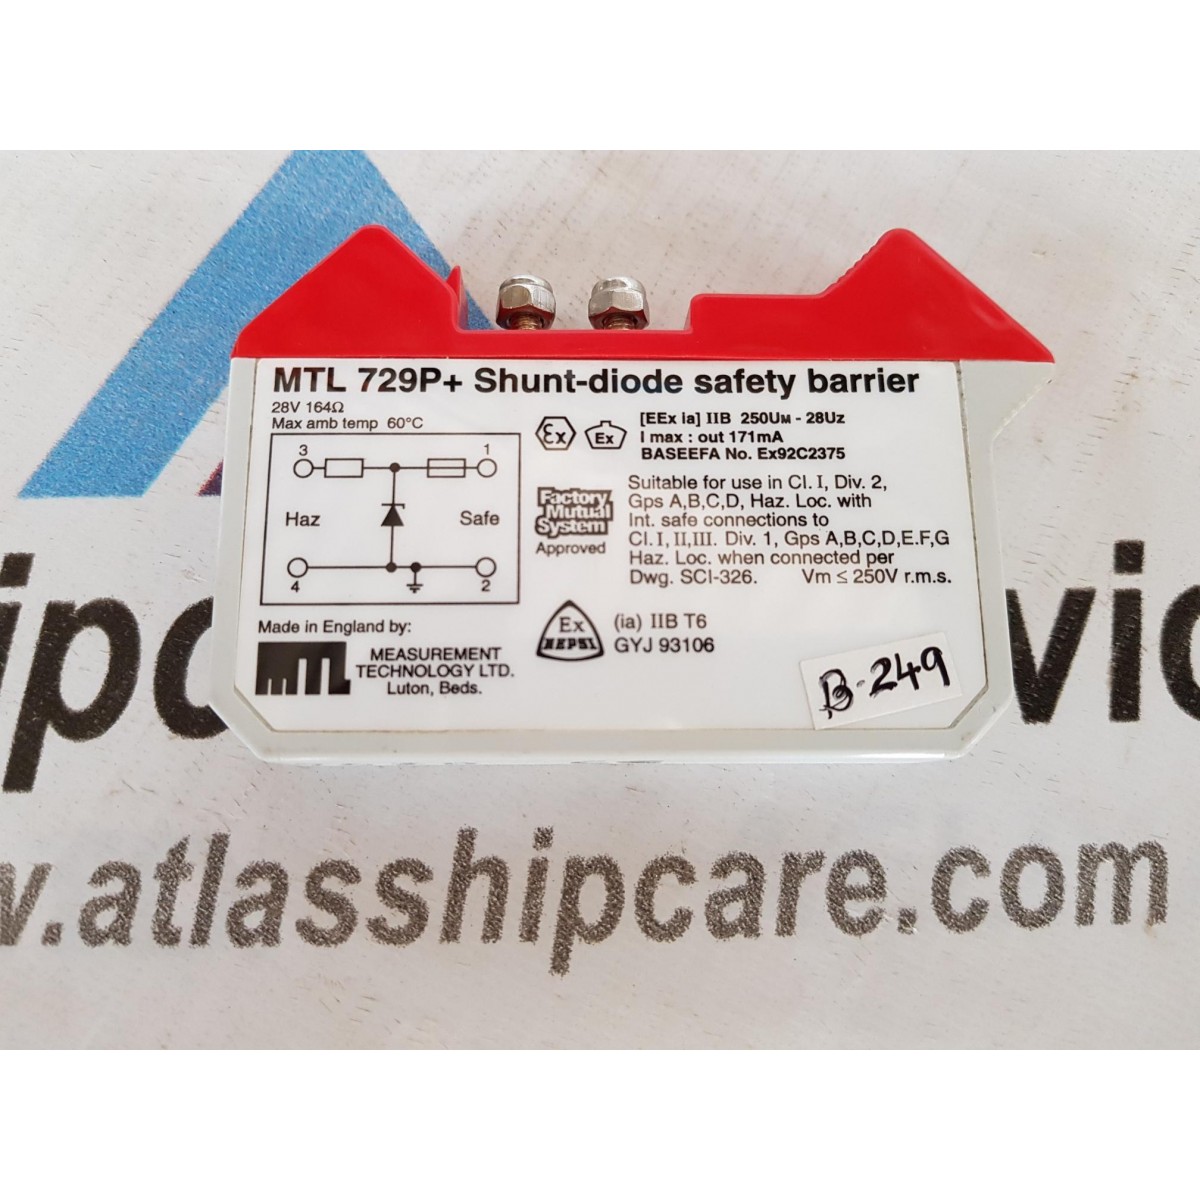 MTL 729P+ Shunt-diode safety barrier
28V 164Ω
Max amb temp 60°C
3 1
Haz Safe
4 2
Ex Ex
[EEx ia] IIB 250UM - 28Uz
I max : out 171mA
BASEEFA No. Ex92C2375
Factory
Mutual
System
Approved
Suitable for use in Cl. I, Div. 2,
Gps A,B,C,D, Haz. Loc. with
Int. safe connections to
Cl. I, II,III. Div. 1, Gps A,B,C,D,E.F,G
Haz. Loc. when connected per
Dwg. SCI-326. Vm ≤ 250V r.m.s.
Made in England by:
MTL
MEASUREMENT
TECHNOLOGY LTD.
Luton, Beds.
Ex
NEPSI
(ia) IIB T6
GYJ 93106
B-249
w.atlasshipcare.com